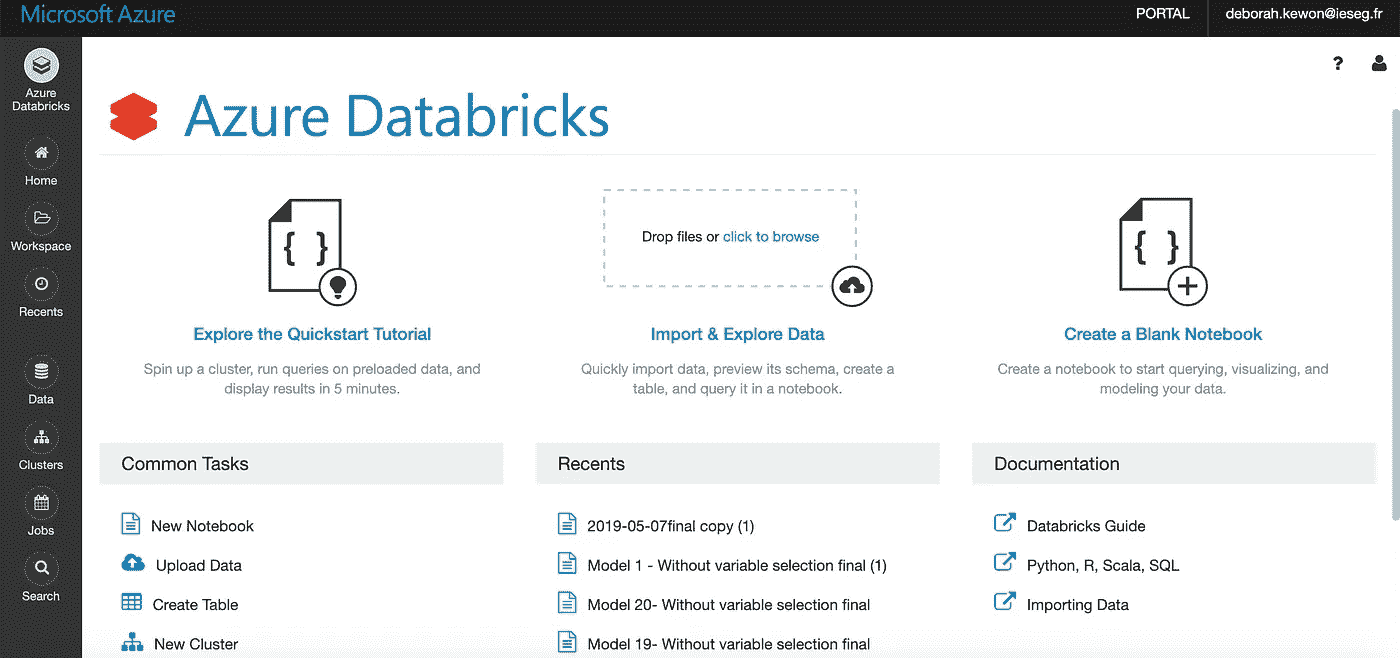 Microsoft Azure
PORTAL
deborah.kewon@ieseg.fr
Azure
Databricks
Home
Workspace
Recents
Data
Clusters
Jobs
Search
?
Azure Databricks
{ }
Explore the Quickstart Tutorial
Spin up a cluster, run queries on preloaded data, and
display results in 5 minutes.
Drop files or click to browse
Import & Explore Data
Quickly import data, preview its schema, create a
table, and query it in a notebook.
{ }
Create a Blank Notebook
Create a notebook to start querying, visualizing, and
modeling your data.
Common Tasks
New Notebook
Upload Data
Create Table
New Cluster
Recents
2019-05-07final copy (1)
Model 1 - Without variable selection final (1)
Model 20- Without variable selection final
Model 19- Without variable selection final
Documentation
Databricks Guide
Python, R, Scala, SQL
Importing Data